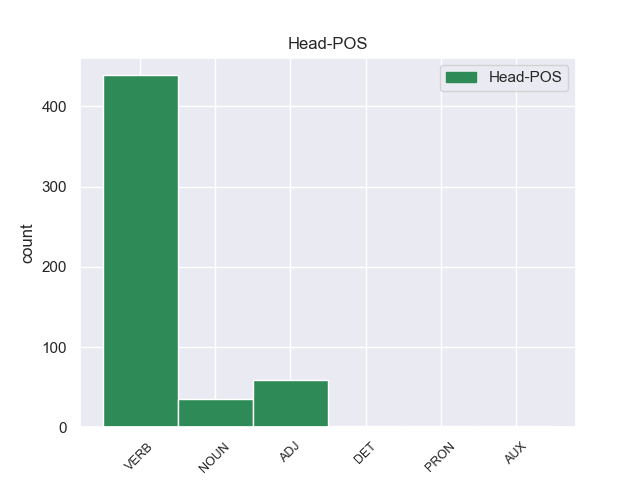 Head-POS
Head-POS
400
300
200
100
0
count
VERB
NOUN
ADJ
DET
PRON
AUX